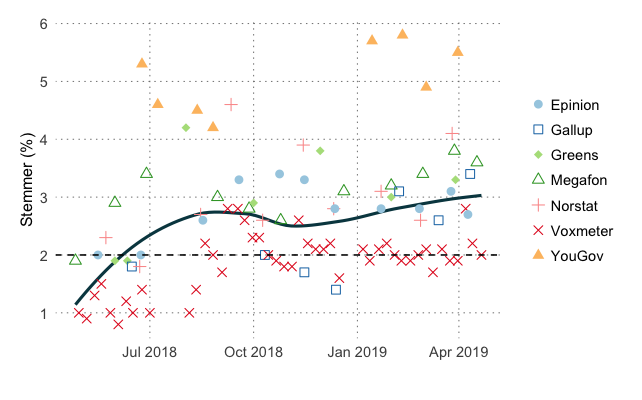 6
5
4
3
2
1
Stemmer (%)
Jul 2018
Oct 2018
Jan 2019
Apr 2019
Epinion
Gallup
Greens
Megafon
Norstat
Voxmeter
YouGov